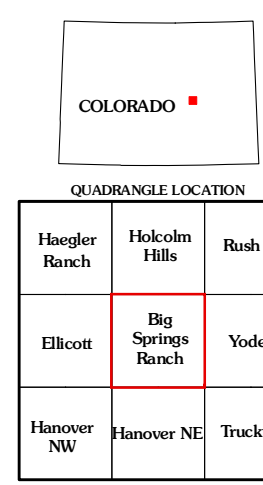 COLORADO
QUADRANGLE LOCATION
Haegler
Ranch
Holcolm
Hills
Rush
Ellicott
Big
Springs
Ranch
Yode
Hanover
NW
Hanover NE
Truck